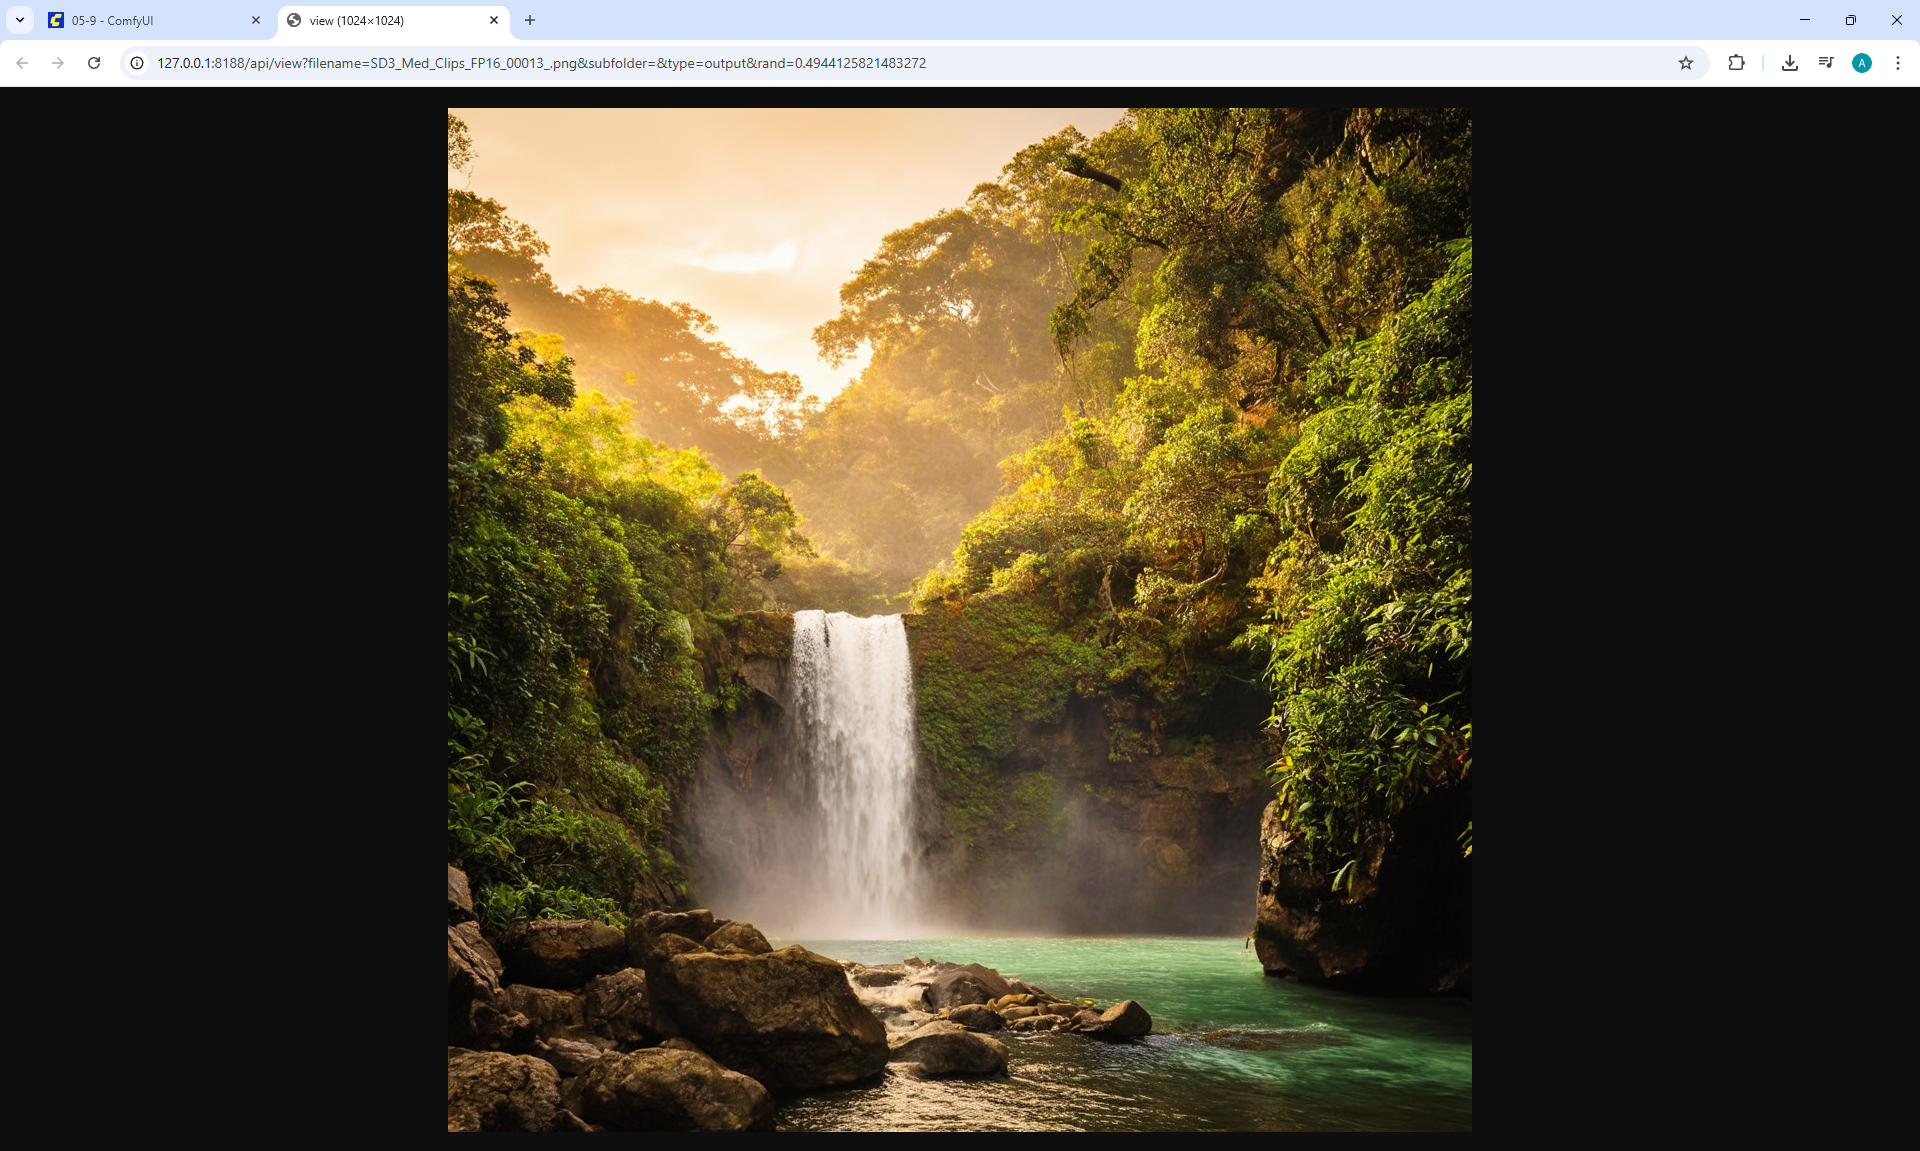 05-9 - ComfyUI
view (1024×1024)
127.0.0.1:8188/api/view?filename=SD3_Med_Clips_FP16_00013_.png&subfolder=&type=output&rand=0.4944125821483272
A